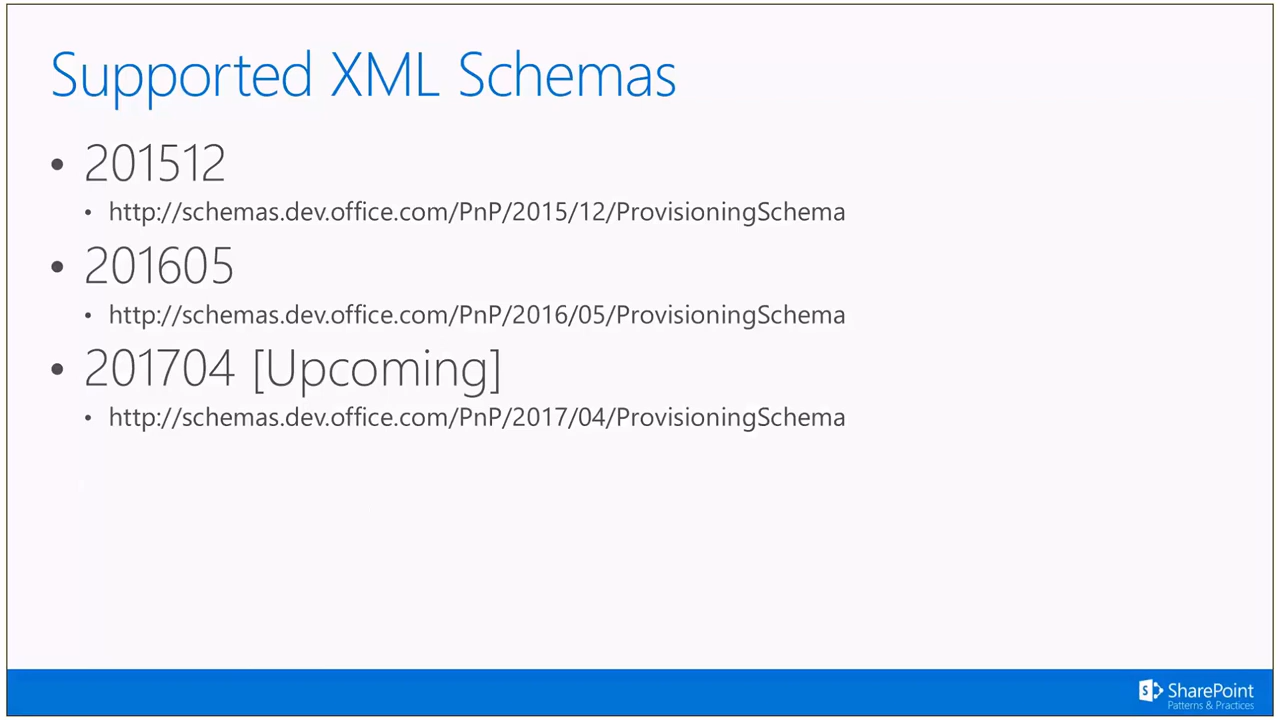 Supported XML Schemas
• 201512
• http://schemas.dev.office.com/PnP/2015/12/ProvisioningSchema
• 201605
• http://schemas.dev.office.com/PnP/2016/05/ProvisioningSchema
• 201704 [Upcoming]
• http://schemas.dev.office.com/PnP/2017/04/ProvisioningSchema
S SharePoint
Patterns & Practices